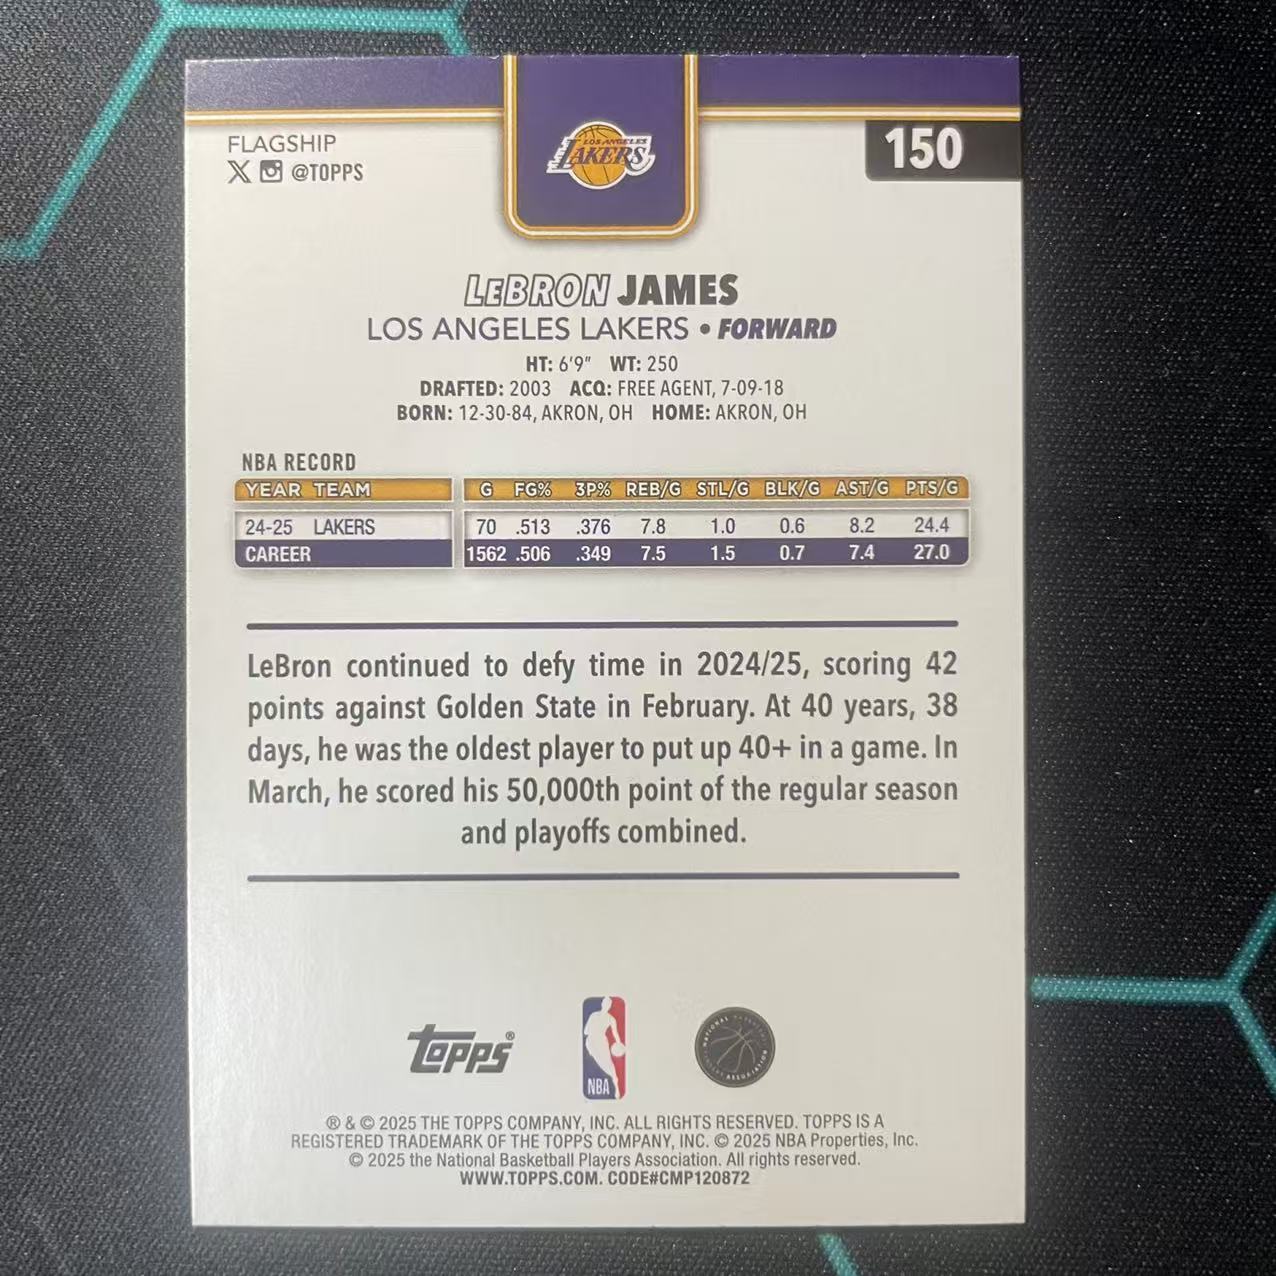 LOS ANGELES
LAKERS
FLAGSHIP
150
X @TOPPS
LeBRON JAMES
LOS ANGELES LAKERS • FORWARD
HT: 6'9" WT: 250
DRAFTED: 2003 ACQ: FREE AGENT, 7-09-18
BORN: 12-30-84, AKRON, OH HOME: AKRON, OH
NBA RECORD
YEAR TEAM G FG% 3P% REB/G STL/G BLK/G AST/G PTS/G
24-25 LAKERS 70 .513 .376 7.8 1.0 0.6 8.2 24.4
CAREER 1562 .506 .349 7.5 1.5 0.7 7.4 27.0
LeBron continued to defy time in 2024/25, scoring 42
points against Golden State in February. At 40 years, 38
days, he was the oldest player to put up 40+ in a game. In
March, he scored his 50,000th point of the regular season
and playoffs combined.
topps®
NBA
NATIONAL BASKETBALL
ASSOCIATION
® & © 2025 THE TOPPS COMPANY, INC. ALL RIGHTS RESERVED. TOPPS IS A
REGISTERED TRADEMARK OF THE TOPPS COMPANY, INC. © 2025 NBA Properties, Inc.
© 2025 the National Basketball Players Association. All rights reserved.
WWW.TOPPS.COM. CODE#CMP120872